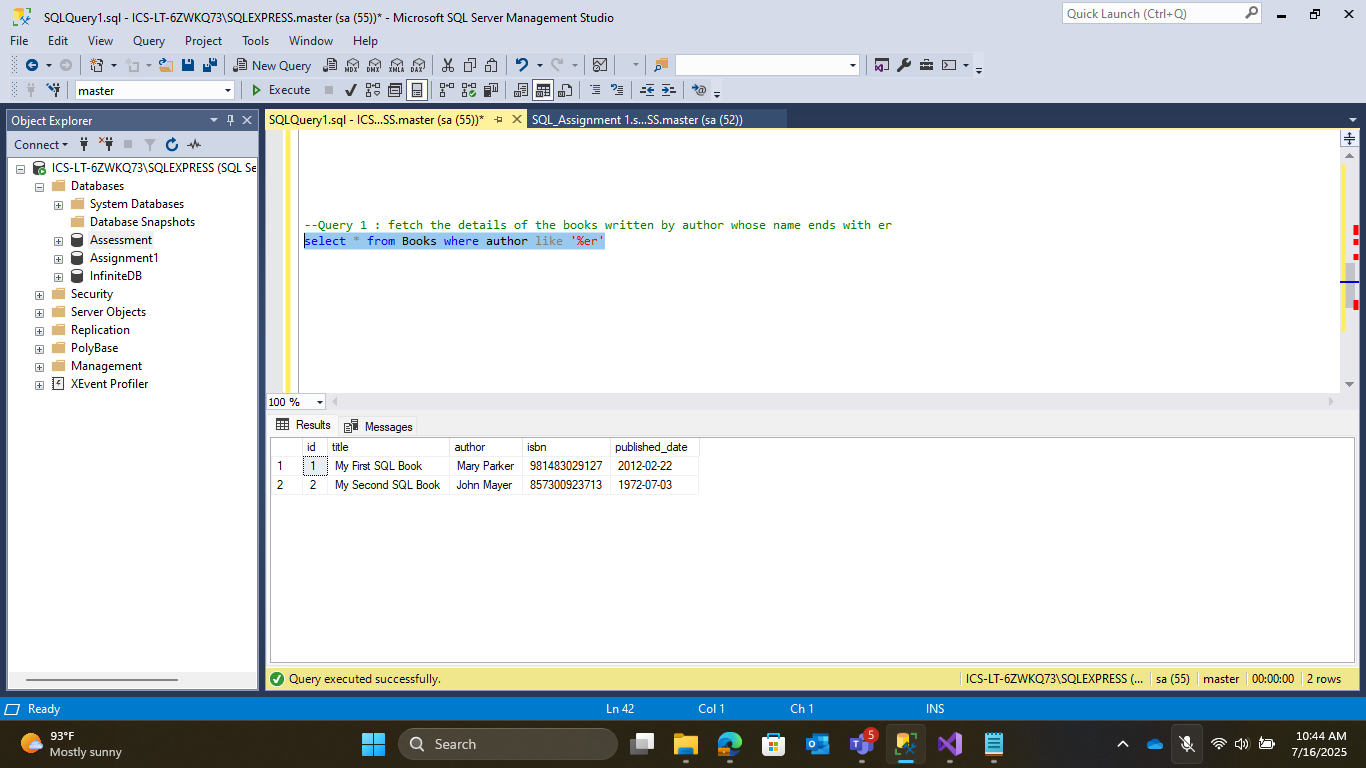 SQLQuery1.sql - ICS-LT-6ZWKQ73\SQLEXPRESS.master (sa (55))* - Microsoft SQL Server Management Studio
Quick Launch (Ctrl+Q)
File Edit View Query Project Tools Window Help
New Query MDX DMX XMLA DAX
master Execute
Object Explorer
SQLQuery1.sql - ICS...SS.master (sa (55))*
SQL_Assignment 1.s...SS.master (sa (52))
Connect
ICS-LT-6ZWKQ73\SQLEXPRESS (SQL Se
Databases
System Databases
Database Snapshots
Assessment
Assignment1
InfiniteDB
Security
Server Objects
Replication
PolyBase
Management
XEvent Profiler
--Query 1 : fetch the details of the books written by author whose name ends with er
select * from Books where author like '%er'
100 %
Results Messages
id title author isbn published_date
1 1 My First SQL Book Mary Parker 981483029127 2012-02-22
2 2 My Second SQL Book John Mayer 857300923713 1972-07-03
Query executed successfully.
ICS-LT-6ZWKQ73\SQLEXPRESS (... sa (55) master 00:00:00 2 rows
Ready Ln 42 Col 1 Ch 1 INS
93°F
Mostly sunny
Search
5
10:44 AM
7/16/2025